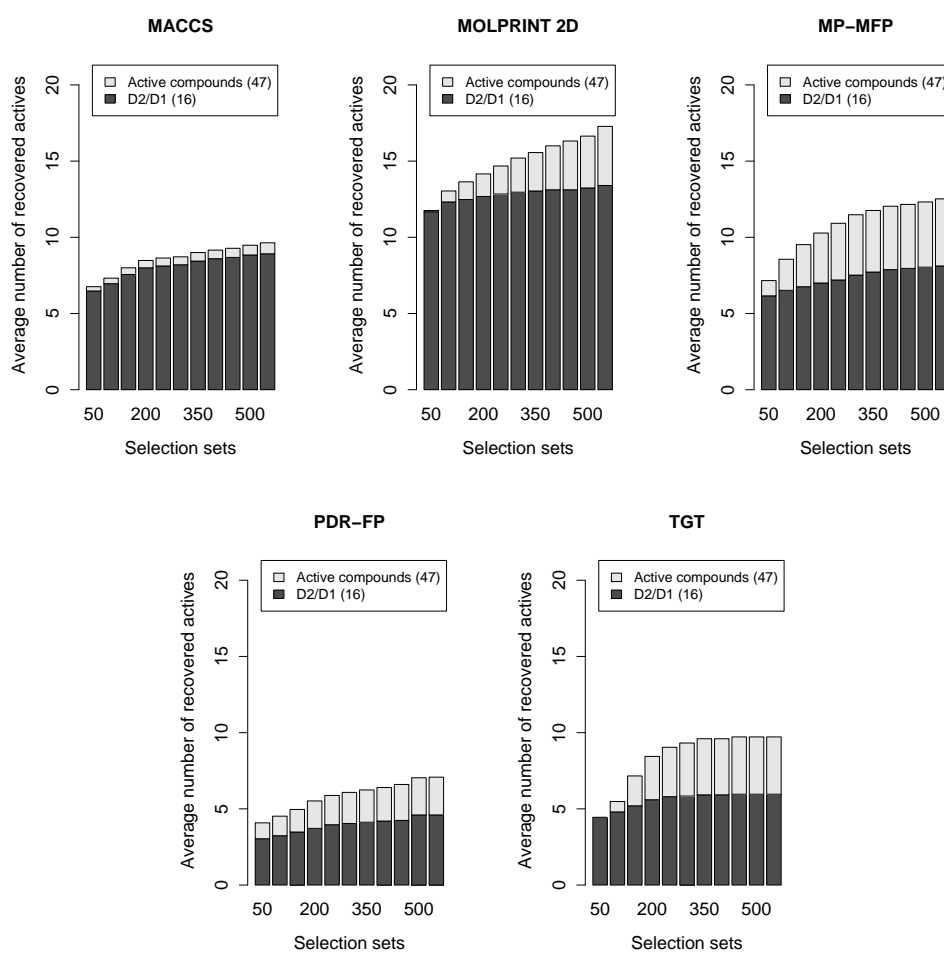 MACCS
Average number of recovered actives
20
15
10
5
0
Active compounds (47)
D2/D1 (16)
50 200 350 500
Selection sets
MOLPRINT 2D
Average number of recovered actives
20
15
10
5
0
Active compounds (47)
D2/D1 (16)
50 200 350 500
Selection sets
MP−MFP
Average number of recovered actives
20
15
10
5
0
Active compounds (47)
D2/D1 (16)
50 200 350 500
Selection sets
PDR−FP
Average number of recovered actives
20
15
10
5
0
Active compounds (47)
D2/D1 (16)
50 200 350 500
Selection sets
TGT
Average number of recovered actives
20
15
10
5
0
Active compounds (47)
D2/D1 (16)
50 200 350 500
Selection sets